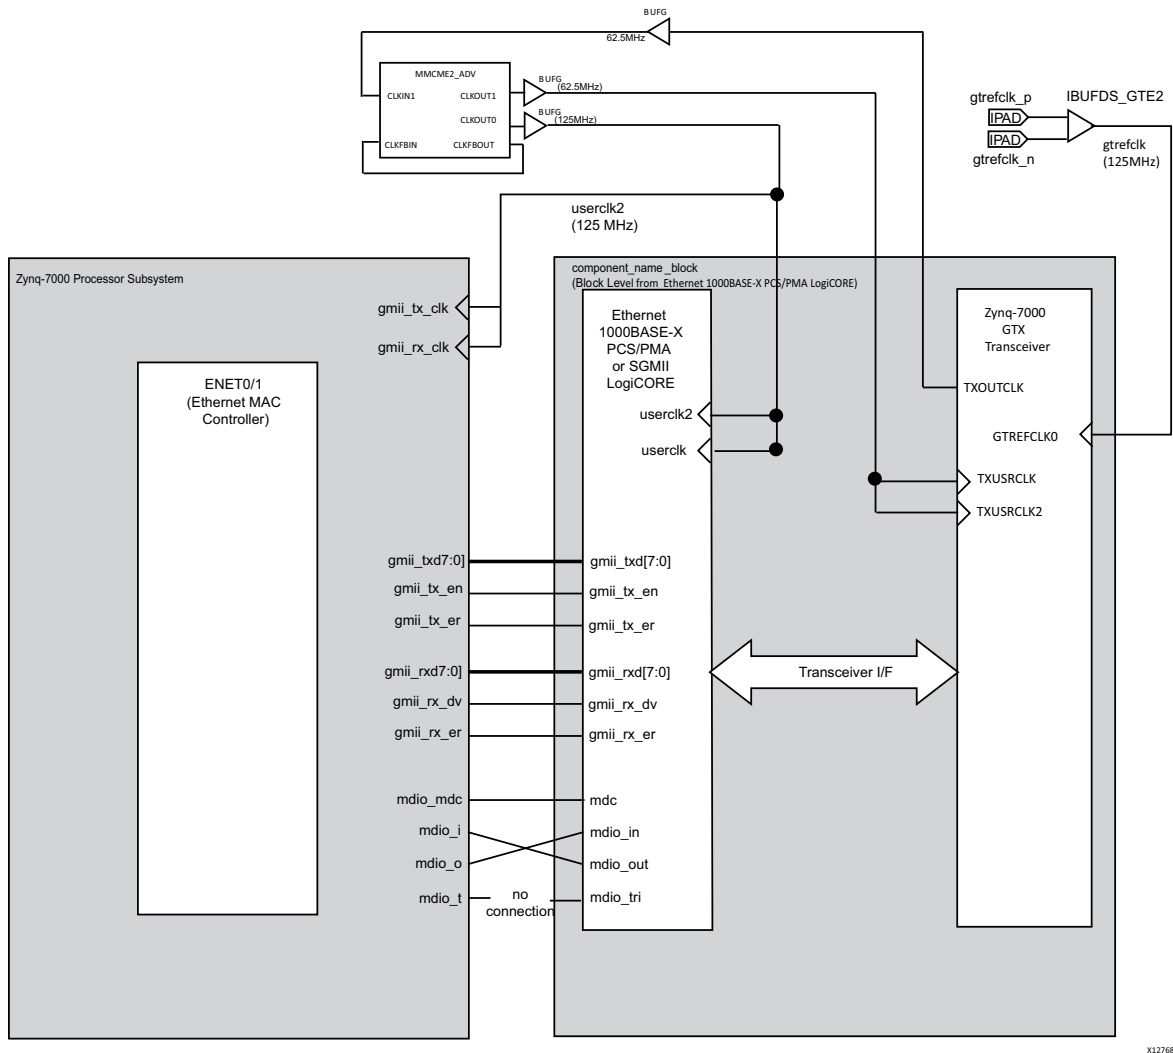 BUFG
62.5MHz
MMCME2_ADV
CLKIN1
CLKOUT1
CLKOUT0
CLKFBIN
CLKFBOUT
BUFG
(62.5MHz)
BUFG
(125MHz)
gtrefclk_p
IBUFDS_GTE2
IPAD
IPAD
gtrefclk_n
gtrefclk
(125MHz)
userclk2
(125 MHz)
Zynq-7000 Processor Subsystem
gmii_tx_clk
gmii_rx_clk
ENET0/1
(Ethernet MAC
Controller)
component_name_block
(Block Level from Ethernet 1000BASE-X PCS/PMA LogiCORE)
Ethernet
1000BASE-X
PCS/PMA
or SGMII
LogiCORE
userclk2
userclk
Zynq-7000
GTX
Transceiver
TXOUTCLK
GTREFCLK0
TXUSRCLK
TXUSRCLK2
gmii_txd7:0]
gmii_txd[7:0]
gmii_tx_en
gmii_tx_en
gmii_tx_er
gmii_tx_er
gmii_rxd7:0]
gmii_rxd[7:0]
gmii_rx_dv
gmii_rx_dv
gmii_rx_er
gmii_rx_er
Transceiver I/F
mdio_mdc
mdc
mdio_i
mdio_in
mdio_o
mdio_out
mdio_t
no
connection
mdio_tri
X12768